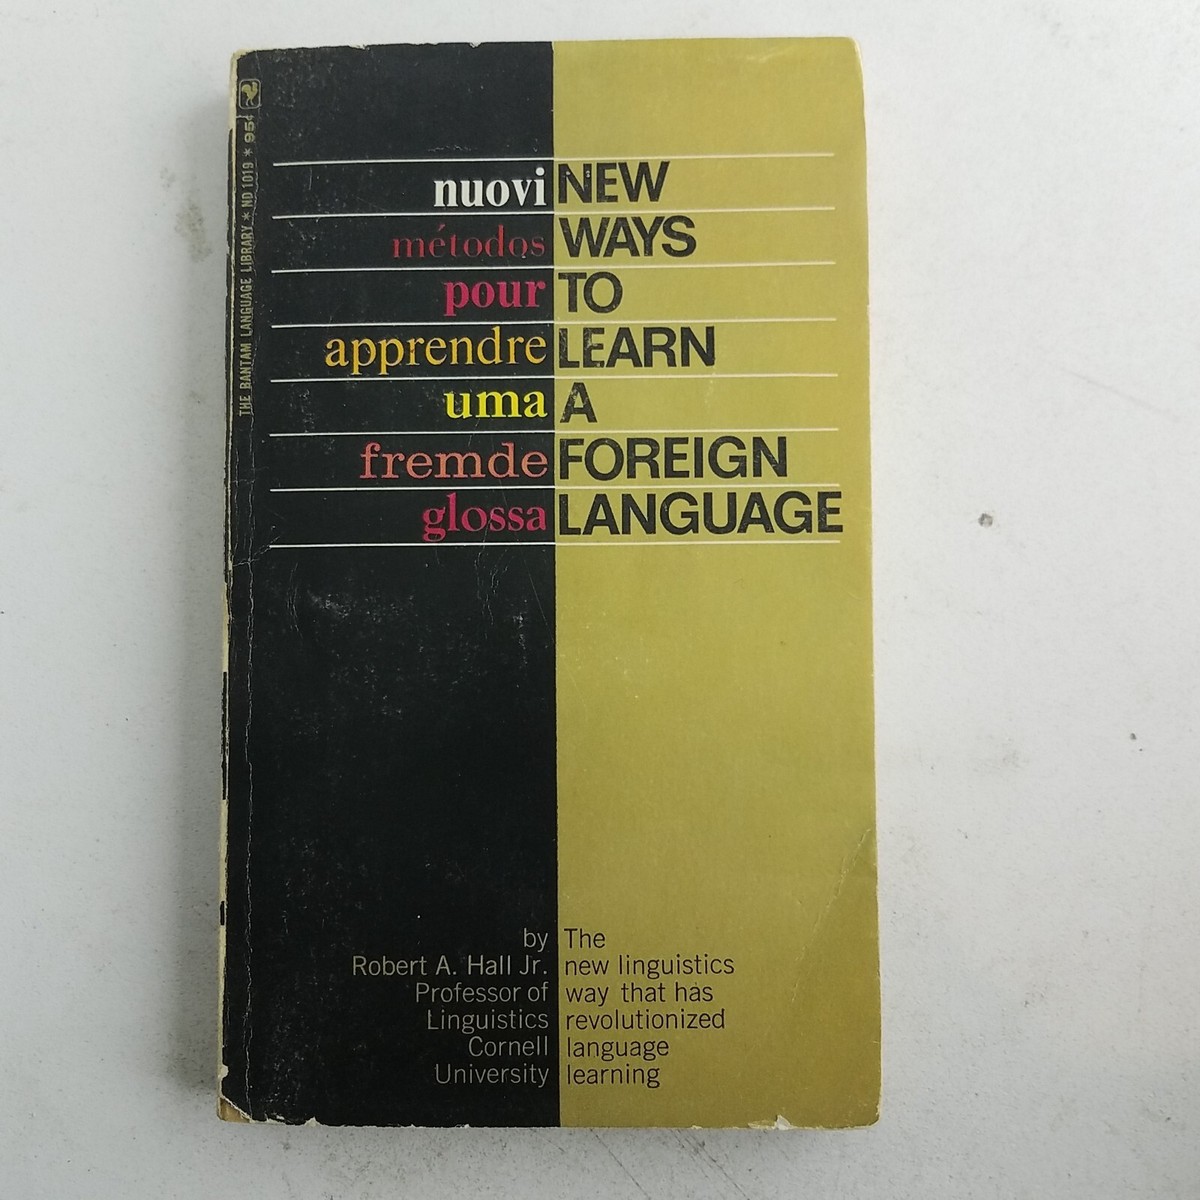 THE BANTAM LANGUAGE LIBRARY * ND 1019 * 95¢
nuovi NEW
métodos WAYS
pour TO
apprendre LEARN
uma A
fremde FOREIGN
glossa LANGUAGE
by
Robert A. Hall Jr.
Professor of
Linguistics
Cornell
University
The
new linguistics
way that has
revolutionized
language
learning